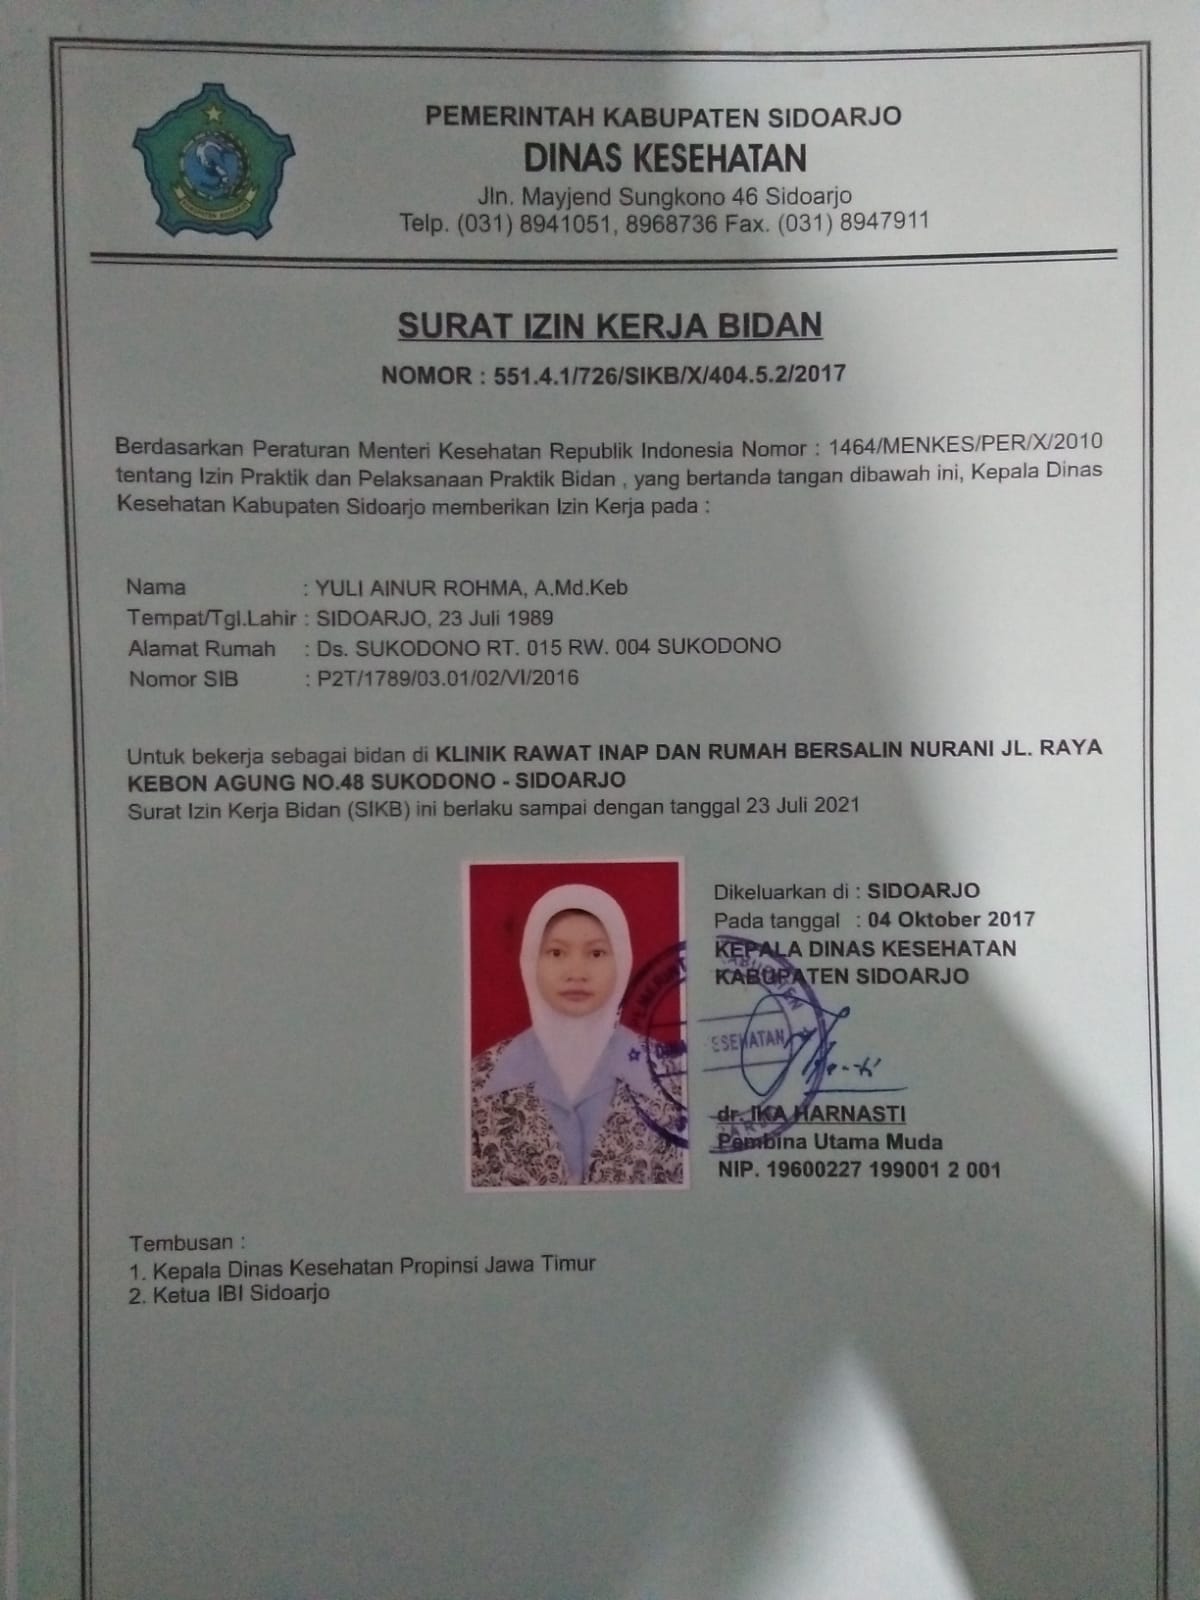 PEMERINTAH KABUPATEN SIDOARJO
DINAS KESEHATAN
Jln. Mayjend Sungkono 46 Sidoarjo
Telp. (031) 8941051, 8968736 Fax. (031) 8947911
KABUPATEN SIDOARJO
SURAT IZIN KERJA BIDAN
NOMOR : 551.4.1/726/SIKB/X/404.5.2/2017
Berdasarkan Peraturan Menteri Kesehatan Republik Indonesia Nomor : 1464/MENKES/PER/X/2010
tentang Izin Praktik dan Pelaksanaan Praktik Bidan , yang bertanda tangan dibawah ini, Kepala Dinas
Kesehatan Kabupaten Sidoarjo memberikan Izin Kerja pada :
Nama : YULI AINUR ROHMA, A.Md.Keb
Tempat/Tgl.Lahir : SIDOARJO, 23 Juli 1989
Alamat Rumah : Ds. SUKODONO RT. 015 RW. 004 SUKODONO
Nomor SIB : P2T/1789/03.01/02/VI/2016
Untuk bekerja sebagai bidan di KLINIK RAWAT INAP DAN RUMAH BERSALIN NURANI JL. RAYA
KEBON AGUNG NO.48 SUKODONO - SIDOARJO
Surat Izin Kerja Bidan (SIKB) ini berlaku sampai dengan tanggal 23 Juli 2021
Dikeluarkan di : SIDOARJO
Pada tanggal : 04 Oktober 2017
KEPALA DINAS KESEHATAN
KABUPATEN SIDOARJO
dr. IKA HARNASTI
Pembina Utama Muda
NIP. 19600227 199001 2 001
Tembusan :
1. Kepala Dinas Kesehatan Propinsi Jawa Timur
2. Ketua IBI Sidoarjo